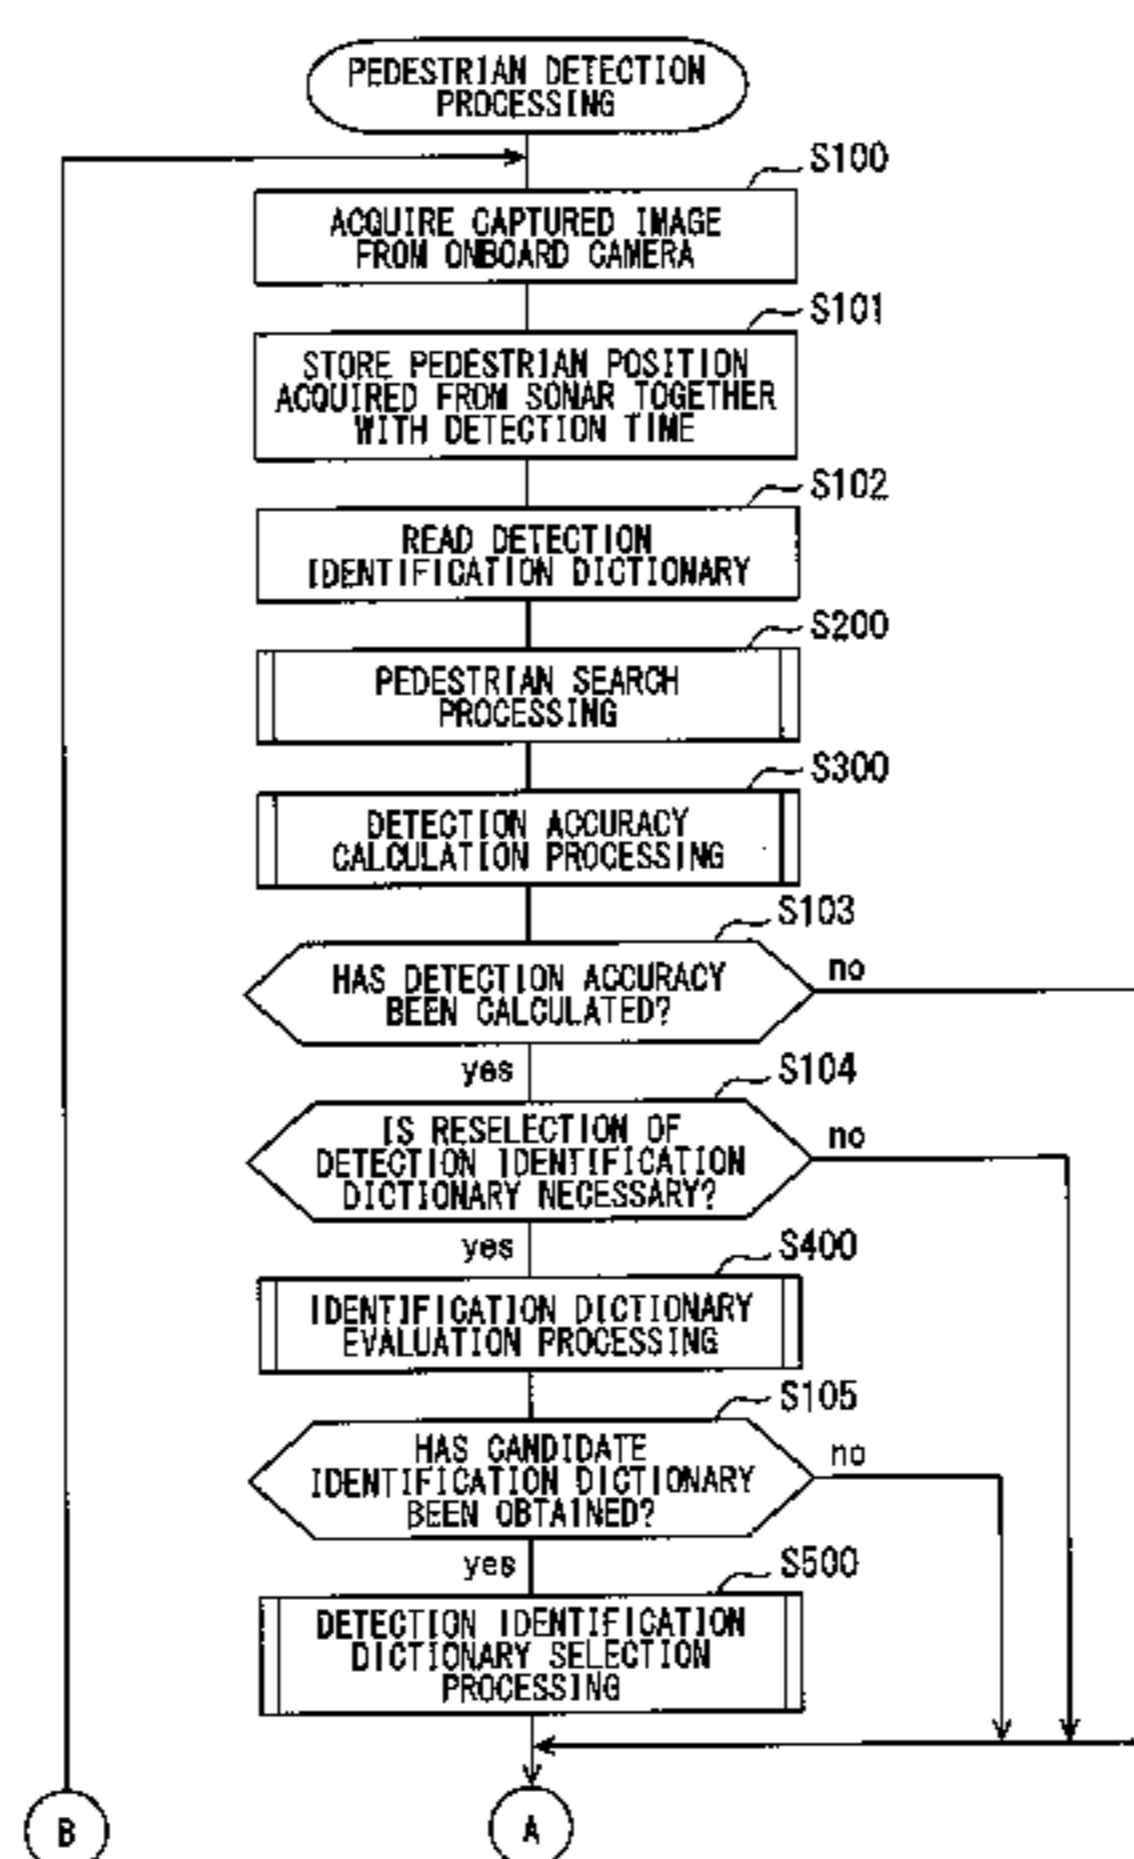 PEDESTRIAN DETECTION
PROCESSING
S100
ACQUIRE CAPTURED IMAGE
FROM ONBOARD CAMERA
S101
STORE PEDESTRIAN POSITION
ACQUIRED FROM SONAR TOGETHER
WITH DETECTION TIME
S102
READ DETECTION
IDENTIFICATION DICTIONARY
S200
PEDESTRIAN SEARCH
PROCESSING
S300
DETECTION ACCURACY
CALCULATION PROCESSING
S103
HAS DETECTION ACCURACY
BEEN CALCULATED?
no
yes
S104
IS RESELECTION OF
DETECTION IDENTIFICATION
DICTIONARY NECESSARY?
no
yes
S400
IDENTIFICATION DICTIONARY
EVALUATION PROCESSING
S105
HAS CANDIDATE
IDENTIFICATION DICTIONARY
BEEN OBTAINED?
no
yes
S500
DETECTION IDENTIFICATION
DICTIONARY SELECTION
PROCESSING
B
A